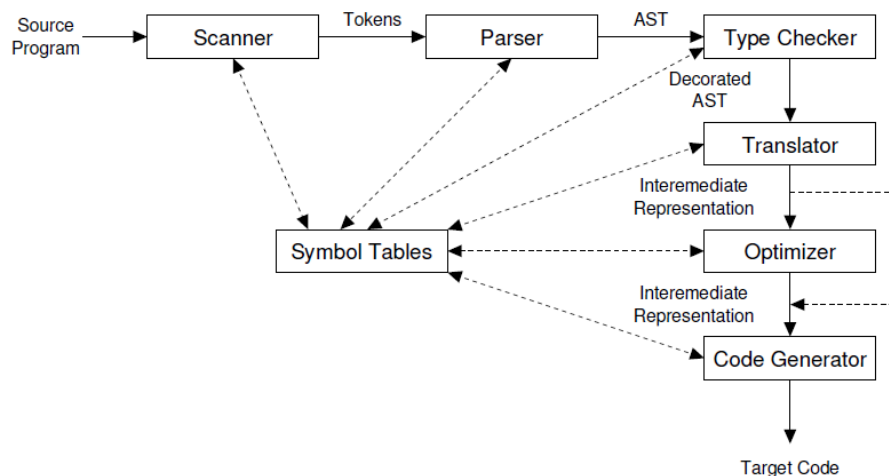 Source
Program
Scanner
Tokens
Parser
AST
Type Checker
Decorated
AST
Translator
Interemediate
Representation
Symbol Tables
Optimizer
Interemediate
Representation
Code Generator
Target Code